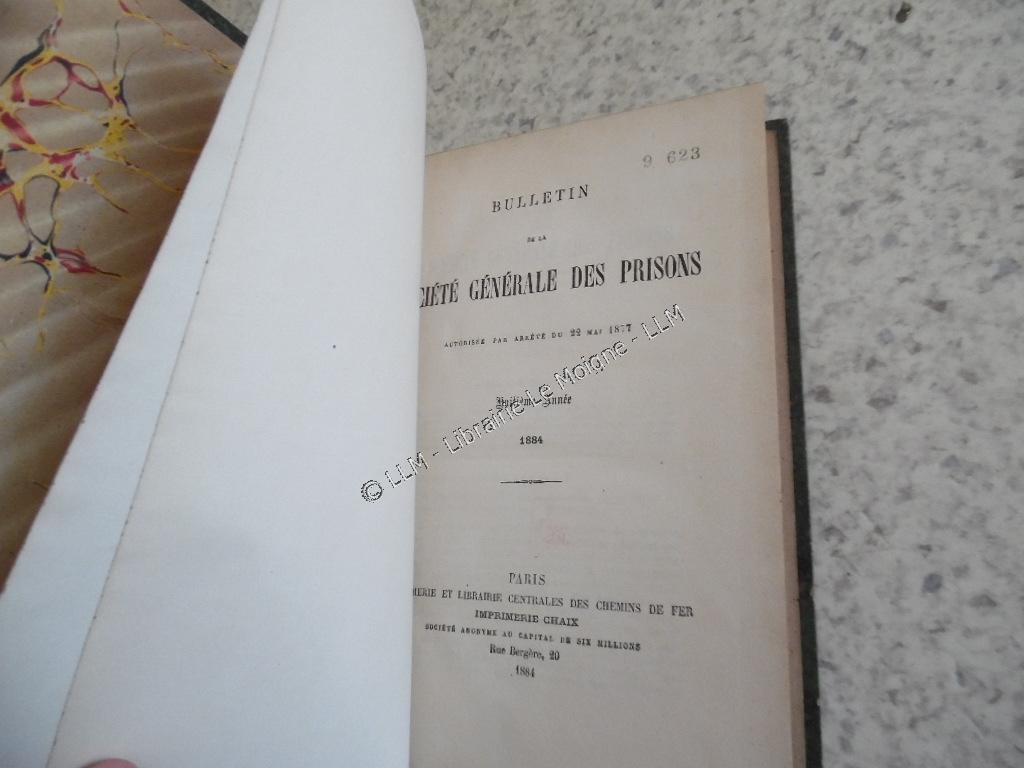 9 623
BULLETIN
DE LA
CIÉTÉ GÉNÉRALE DES PRISONS
AUTORISÉE PAR ARRÊTÉ DU 22 MAI 1877
Huitième Année
1884
PARIS
MERIE ET LIBRAIRIE CENTRALES DES CHEMINS DE FER
IMPRIMERIE CHAIX
SOCIÉTÉ ANONYME AU CAPITAL DE SIX MILLIONS
Rue Bergère, 20
1884
© LLM - Librairie Le Moigne - LLM